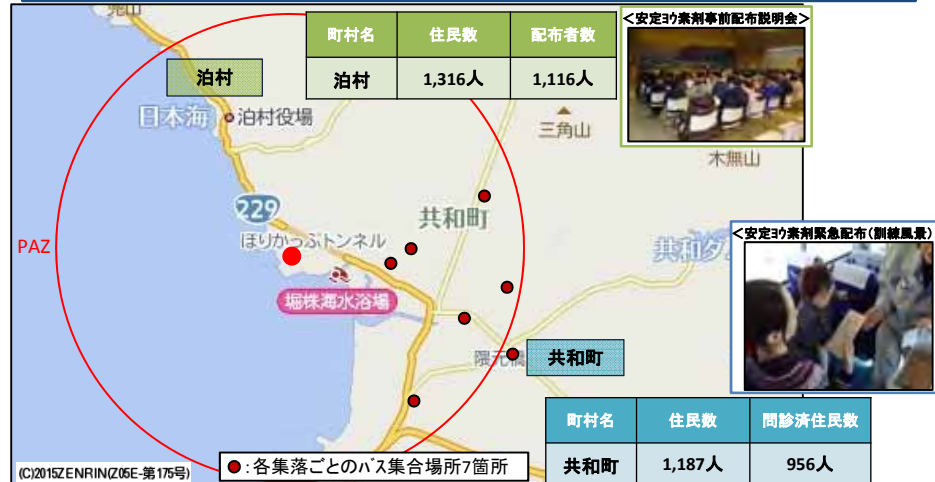 兜山
町村名 住民数 配布者数
泊村 1,316人 1,116人
<安定ヨウ素剤事前配布説明会>
泊村
日本海
泊村役場
三角山
木無山
229
共和町
PAZ
ほりかっぷトンネル
<安定ヨウ素剤緊急配布(訓練風景)>
共和ダム
堀株海水浴場
隈元橋
共和町
町村名 住民数 問診済住民数
共和町 1,187人 956人
:各集落ごとのバス集合場所7箇所
(C)2015ZENRIN(Z05E-第175号)